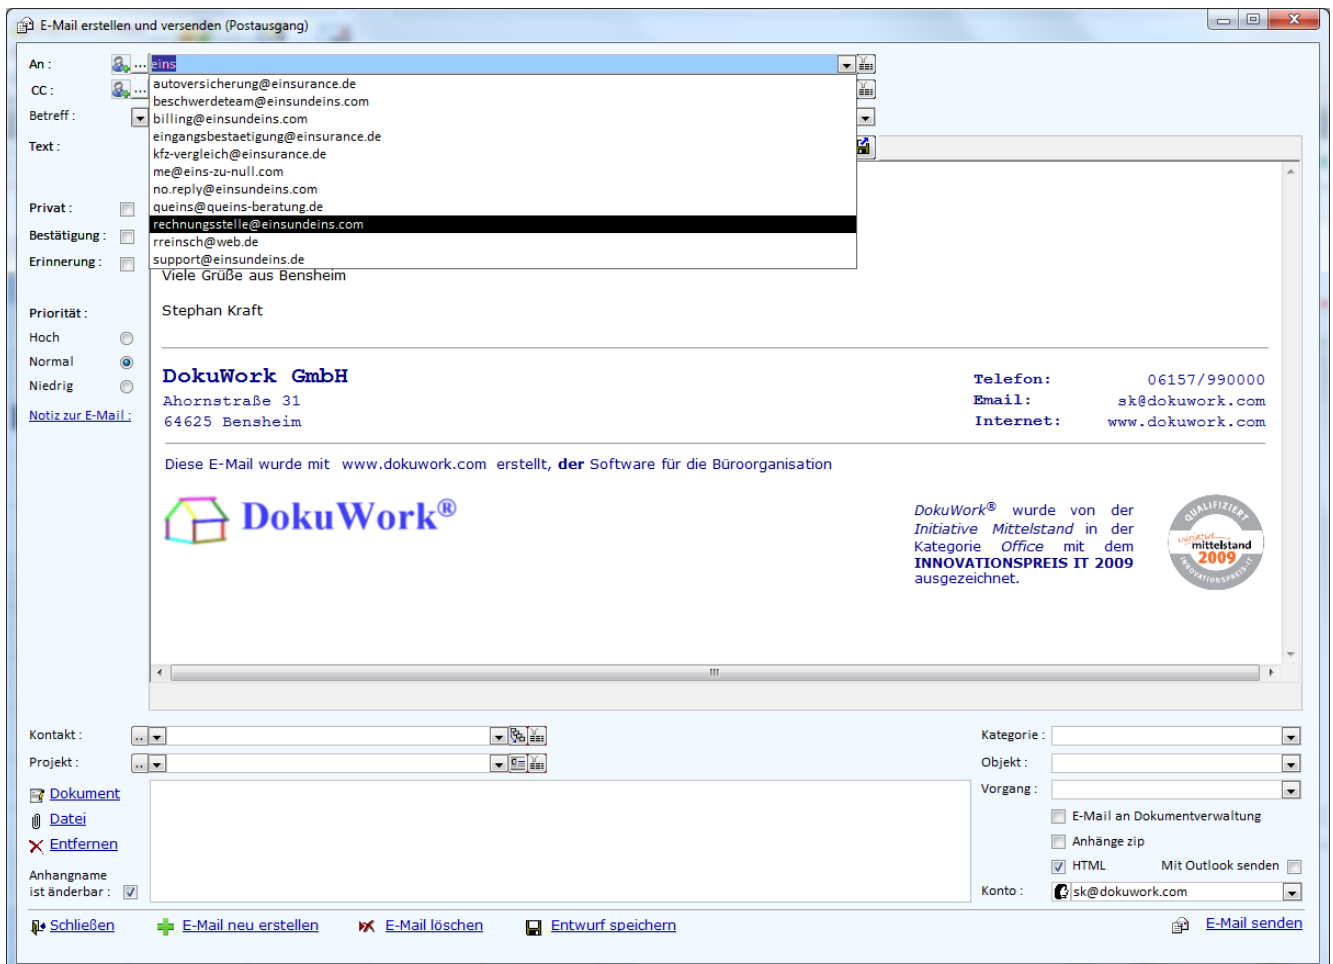 E-Mail erstellen und versenden (Postausgang)
An :
... eins
CC :
...
autoversicherung@einsurance.de
beschwerdeteam@einsundeins.com
Betreff :
billing@einsundeins.com
eingangsbestaetigung@einsurance.de
Text :
kfz-vergleich@einsurance.de
me@eins-zu-null.com
no.reply@einsundeins.com
Privat :
queins@queins-beratung.de
rechnungsstelle@einsundeins.com
Bestätigung :
rreinsch@web.de
Erinnerung :
support@einsundeins.de
Viele Grüße aus Bensheim
Priorität :
Stephan Kraft
Hoch
Normal
Niedrig
Notiz zur E-Mail :
DokuWork GmbH
Ahornstraße 31
64625 Bensheim
Telefon: 06157/990000
Email: sk@dokuwork.com
Internet: www.dokuwork.com
Diese E-Mail wurde mit www.dokuwork.com erstellt, der Software für die Büroorganisation
DokuWork®
DokuWork® wurde von der
Initiative Mittelstand in der
Kategorie Office mit dem
INNOVATIONSPREIS IT 2009
ausgezeichnet.
QUALIFIZIERT
initiative
mittelstand
2009
INNOVATIONSPREIS-IT
Kontakt :
..
Kategorie :
Projekt :
..
Objekt :
Vorgang :
Dokument
Datei
Entfernen
E-Mail an Dokumentverwaltung
Anhänge zip
HTML Mit Outlook senden
Anhangname
ist änderbar :
Konto : sk@dokuwork.com
Schließen
E-Mail neu erstellen
E-Mail löschen
Entwurf speichern
E-Mail senden